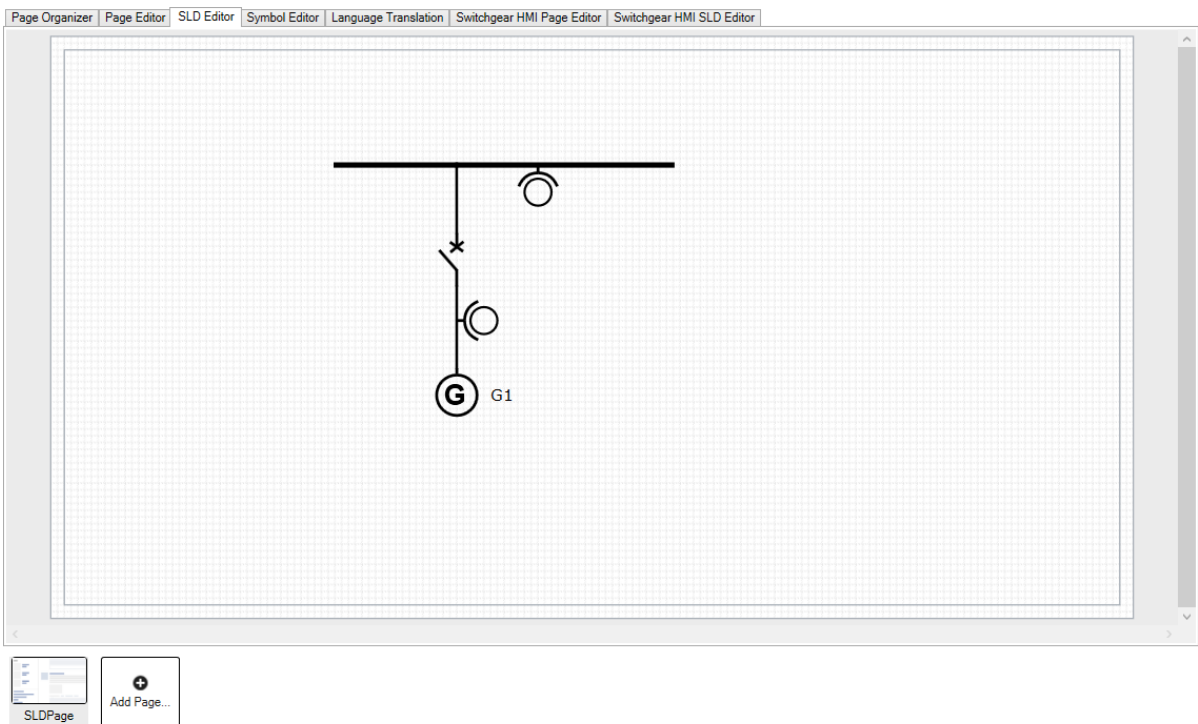 Page Organizer Page Editor SLD Editor Symbol Editor Language Translation Switchgear HMI Page Editor Switchgear HMI SLD Editor
G G1
Add Page...
SLDPage